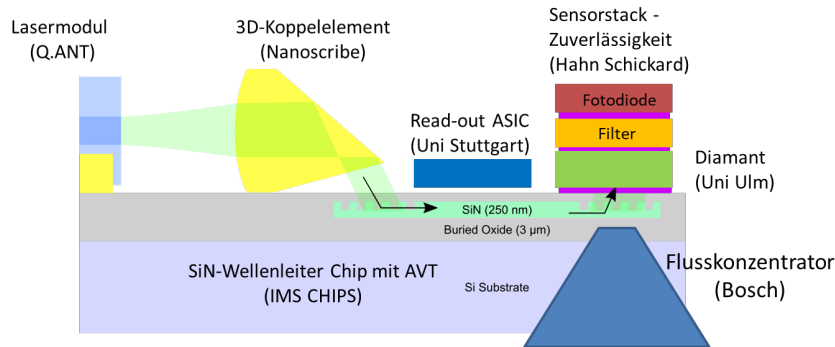 Lasermodul
(Q.ANT)
3D-Koppelelement
(Nanoscribe)
Sensorstack -
Zuverlässigkeit
(Hahn Schickard)
Read-out ASIC
(Uni Stuttgart)
Fotodiode
Filter
Diamant
(Uni Ulm)
SiN (250 nm)
Buried Oxide (3 µm)
SiN-Wellenleiter Chip mit AVT
(IMS CHIPS)
Si Substrate
Flusskonzentrator
(Bosch)